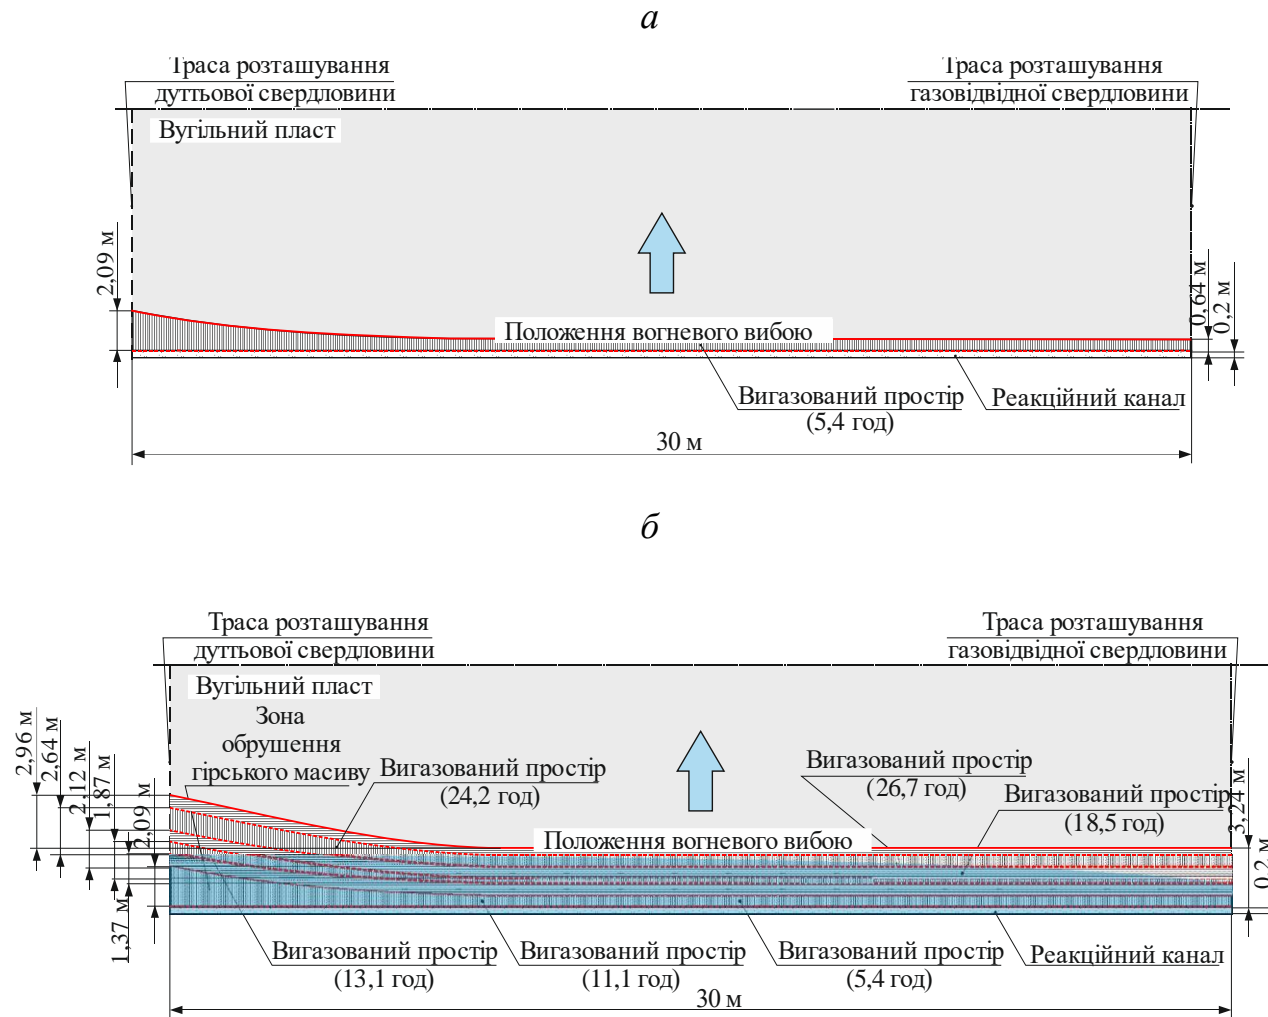 а
Траса розташування
дуттьової свердловини
Траса розташування
газовідвідної свердловини
Вугільний пласт
2,09 м
0,64 м
0,2 м
Положення вогневого вибою
Вигазований простір
(5,4 год)
Реакційний канал
30 м
б
Траса розташування
дуттьової свердловини
Траса розташування
газовідвідної свердловини
Вугільний пласт
Зона
обрушення
гірського масиву
2,96 м
2,64 м
2,12 м
1,87 м
2,09 м
1,37 м
Вигазований простір
(24,2 год)
Вигазований простір
(26,7 год)
Вигазований простір
(18,5 год)
3,24 м
0,2 м
Положення вогневого вибою
Вигазований простір
(13,1 год)
Вигазований простір
(11,1 год)
Вигазований простір
(5,4 год)
Реакційний канал
30 м